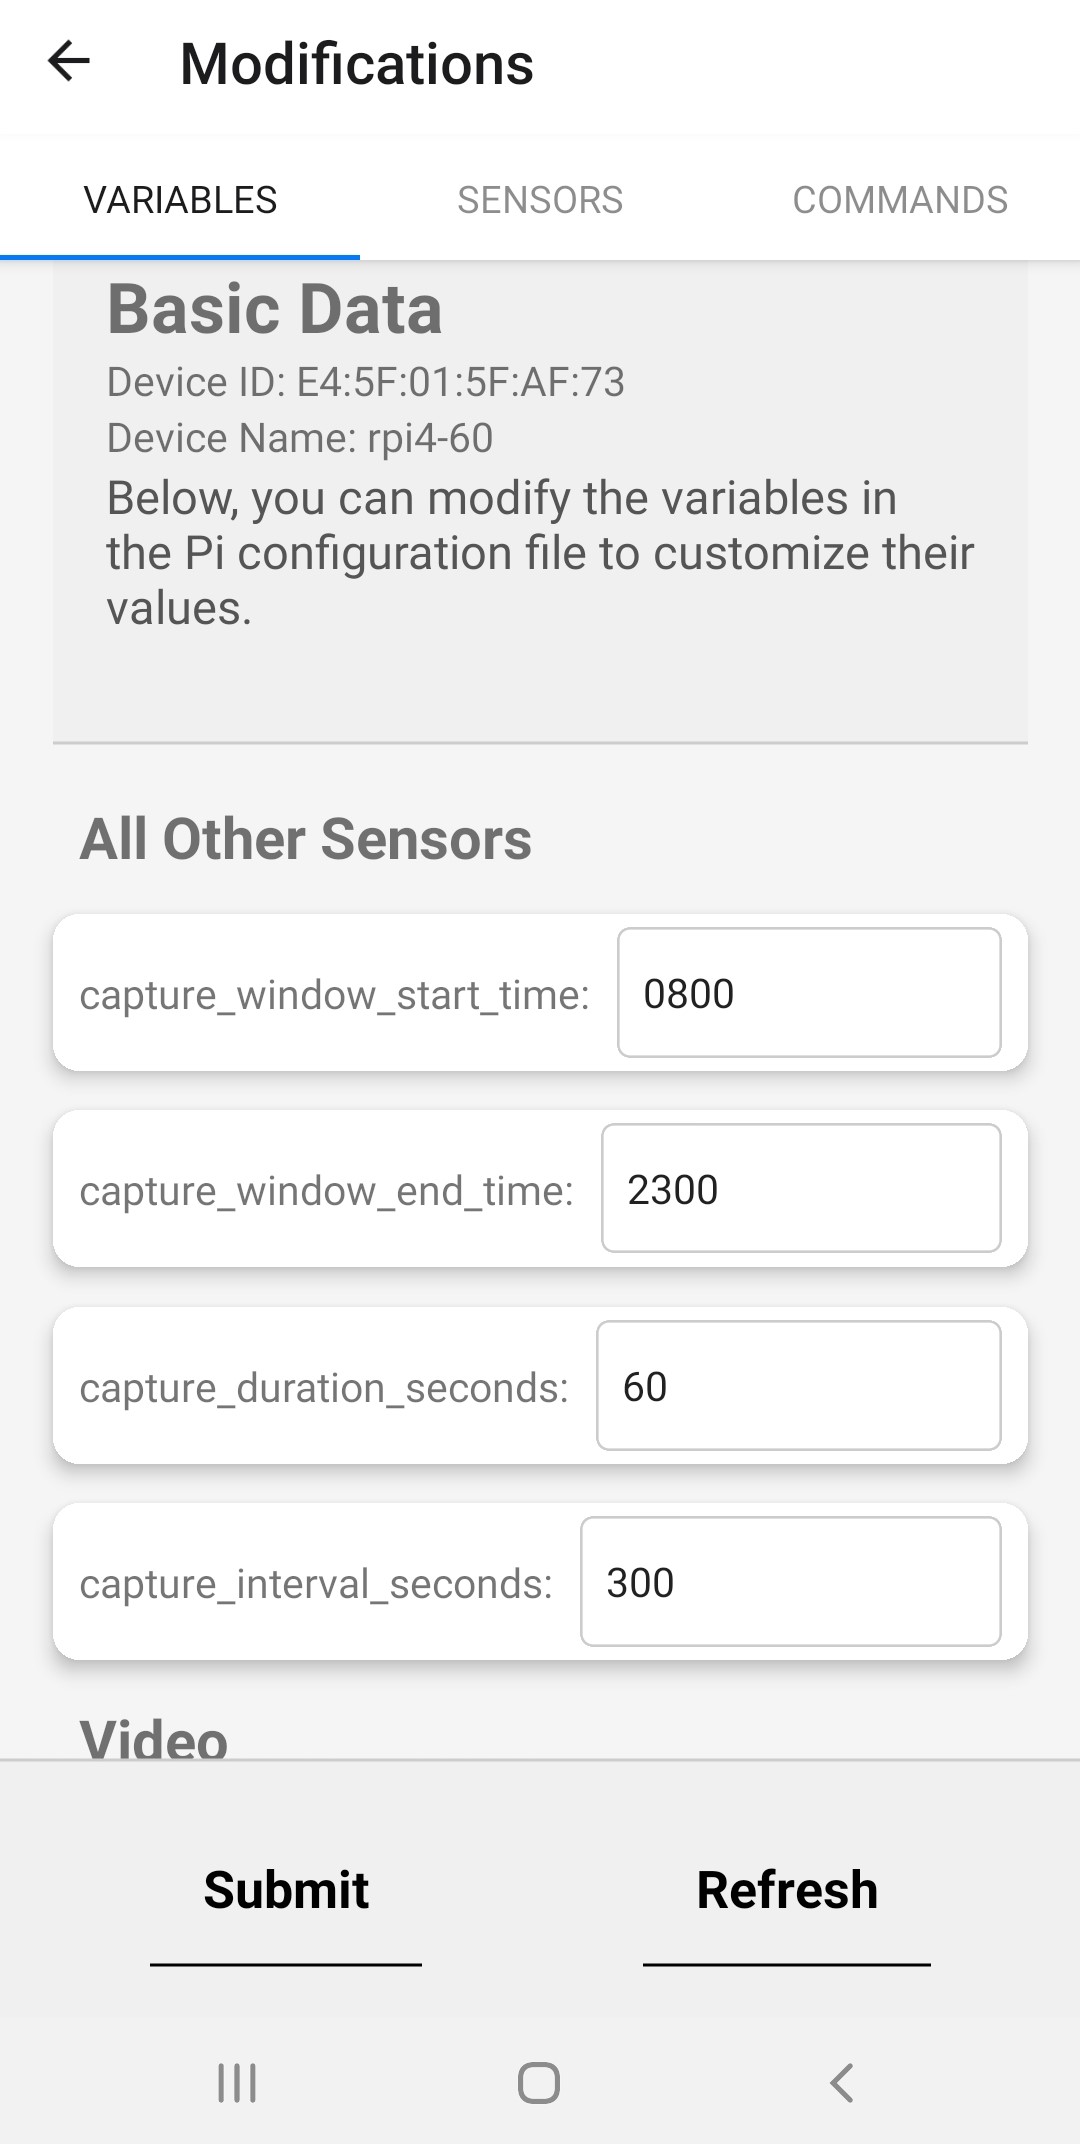 Modifications
VARIABLES
SENSORS
COMMANDS
Basic Data
Device ID: E4:5F:01:5F:AF:73
Device Name: rpi4-60
Below, you can modify the variables in
the Pi configuration file to customize their
values.
All Other Sensors
capture_window_start_time: 0800
capture_window_end_time: 2300
capture_duration_seconds: 60
capture_interval_seconds: 300
Video
Submit
Refresh